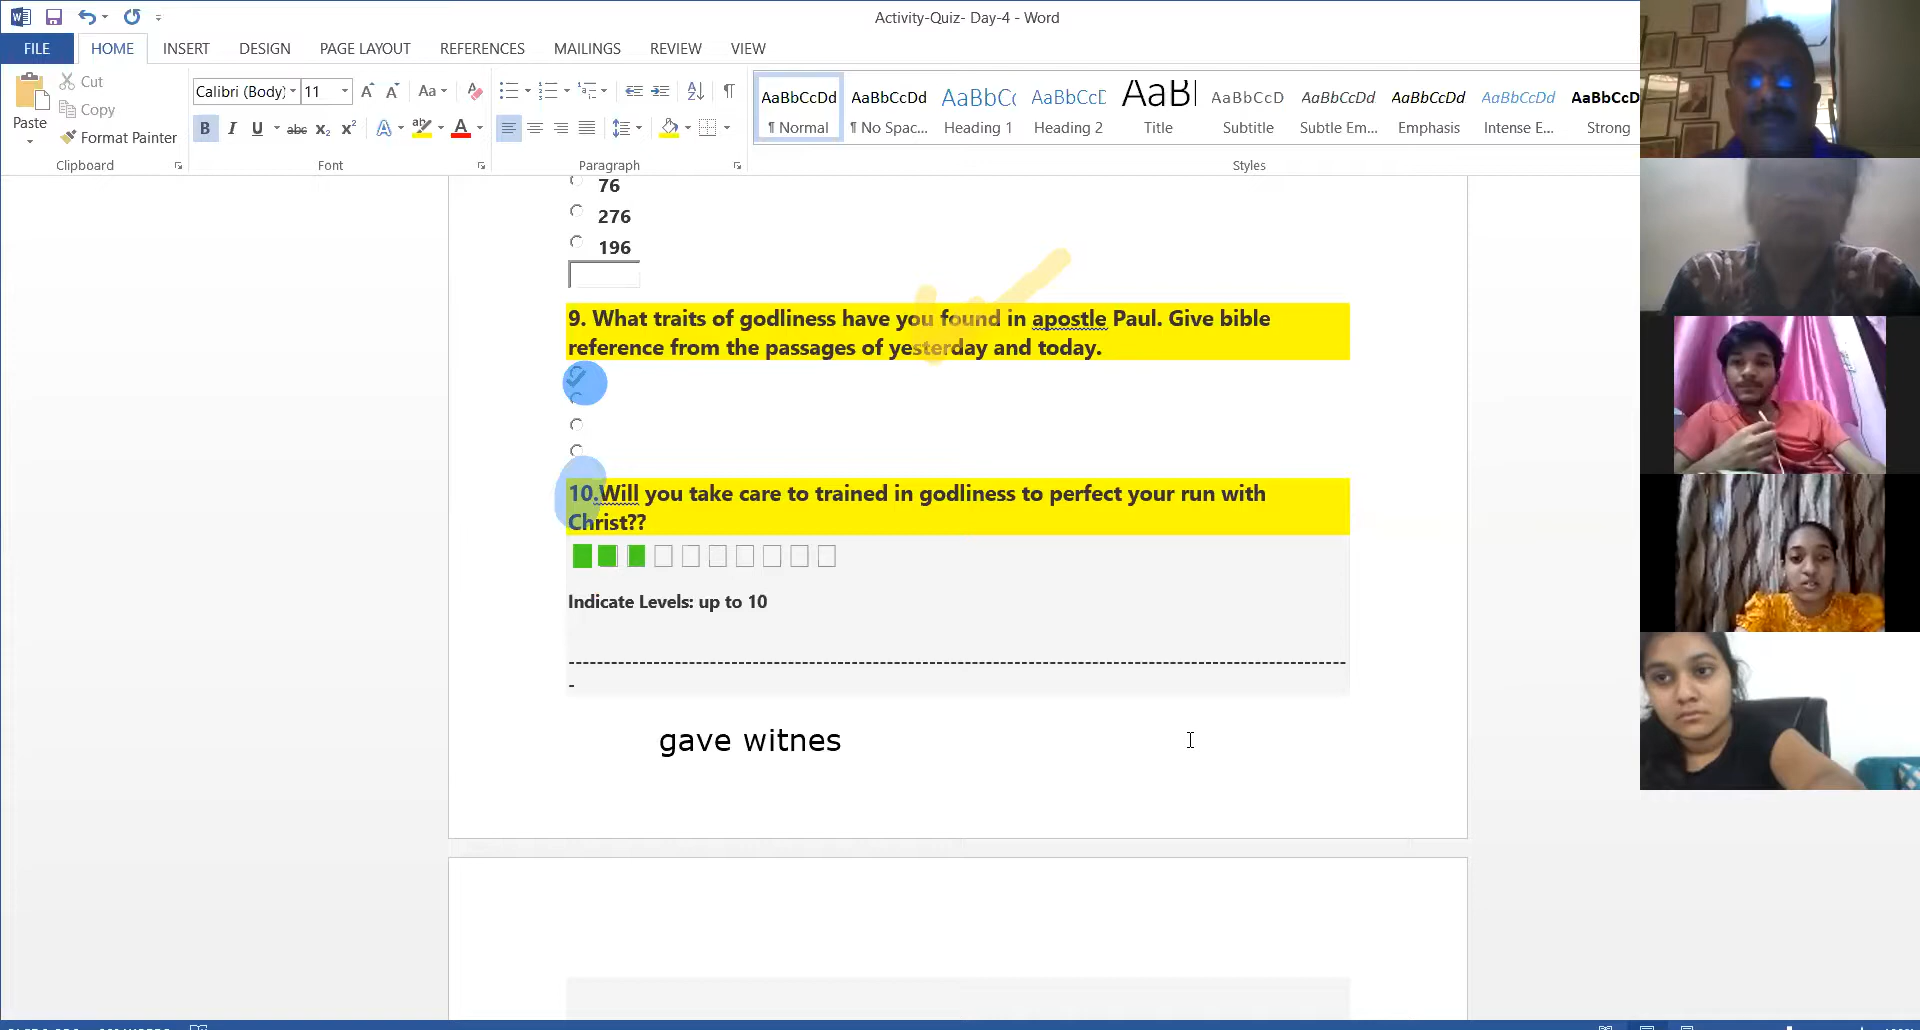 Activity-Quiz- Day-4 - Word
FILE HOME INSERT DESIGN PAGE LAYOUT REFERENCES MAILINGS REVIEW VIEW
Paste
Cut
Copy
Format Painter
Clipboard
Calibri (Body) 11
Font
Paragraph
AaBbCcDd AaBbCcDd AaBbCc AaBbCcD AaBl AaBbCcD AaBbCcDd AaBbCcDd AaBbCcDd AaBbCcD
¶ Normal ¶ No Spac... Heading 1 Heading 2 Title Subtitle Subtle Em... Emphasis Intense E... Strong
Styles
76
276
196
9. What traits of godliness have you found in apostle Paul. Give bible
reference from the passages of yesterday and today.
10.Will you take care to trained in godliness to perfect your run with
Christ??
Indicate Levels: up to 10
gave witnes